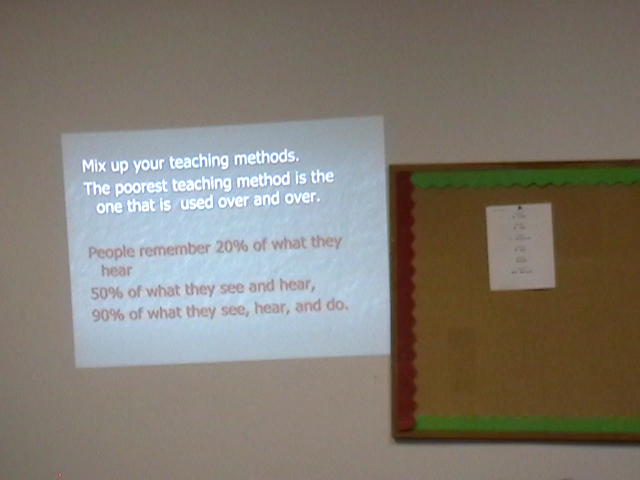 Mix up your teaching methods.
The poorest teaching method is the
one that is used over and over.
People remember 20% of what they
hear
50% of what they see and hear,
90% of what they see, hear, and do.